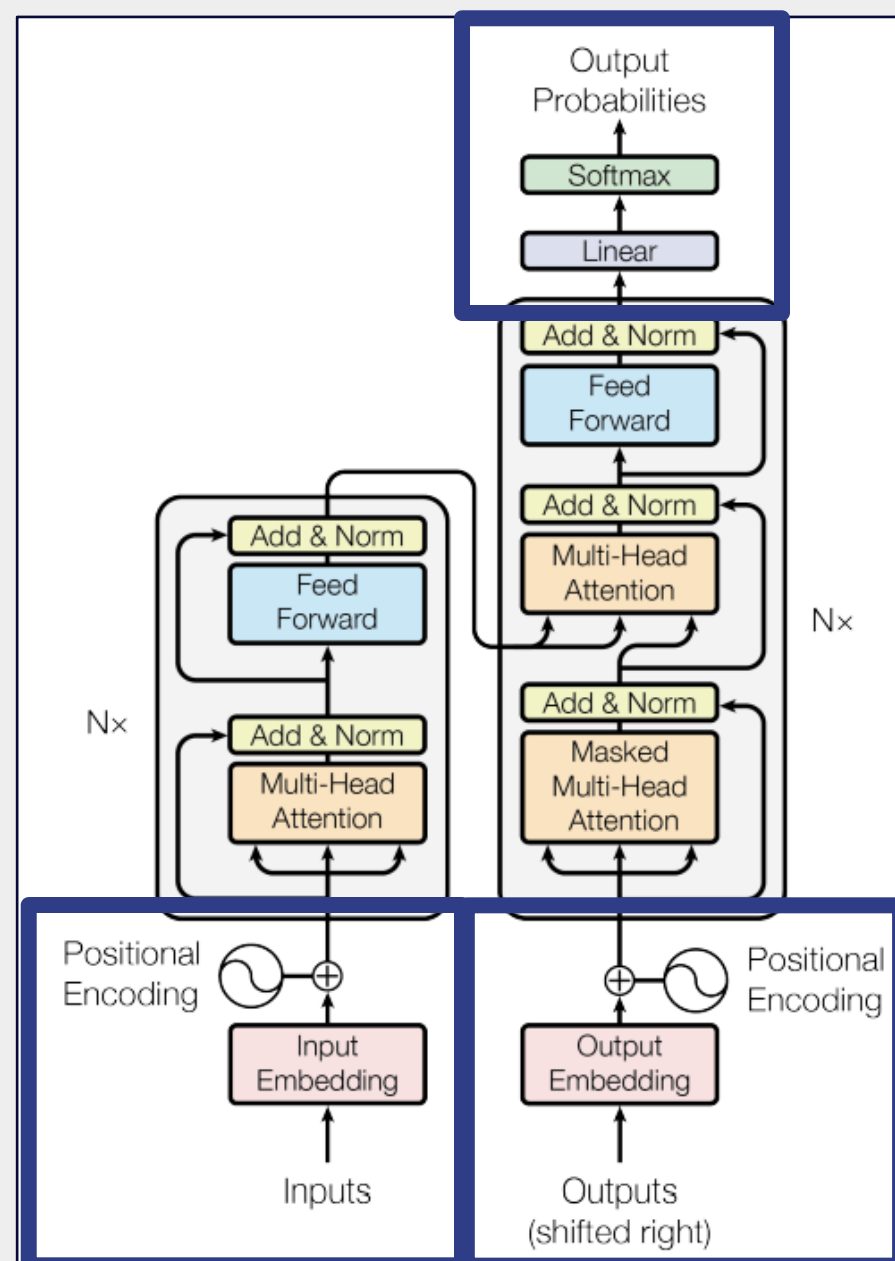 Output
Probabilities
Softmax
Linear
Add & Norm
Feed
Forward
Add & Norm
Multi-Head
Attention
Add & Norm
Masked
Multi-Head
Attention
Nx
Add & Norm
Feed
Forward
Add & Norm
Multi-Head
Attention
Nx
Positional
Encoding
Input
Embedding
Inputs
Positional
Encoding
Output
Embedding
Outputs
(shifted right)